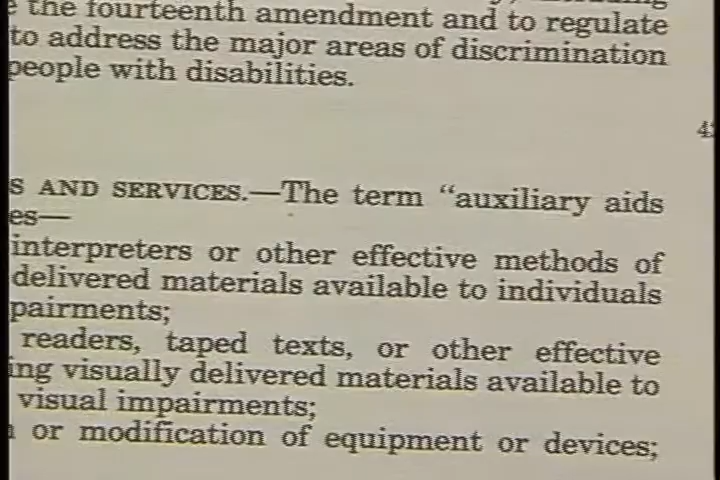 the fourteenth amendment and to regulate
to address the major areas of discrimination
people with disabilities.
4
S AND SERVICES.—The term “auxiliary aids
es—
interpreters or other effective methods of
delivered materials available to individuals
pairments;
readers, taped texts, or other effective
ing visually delivered materials available to
visual impairments;
or modification of equipment or devices;